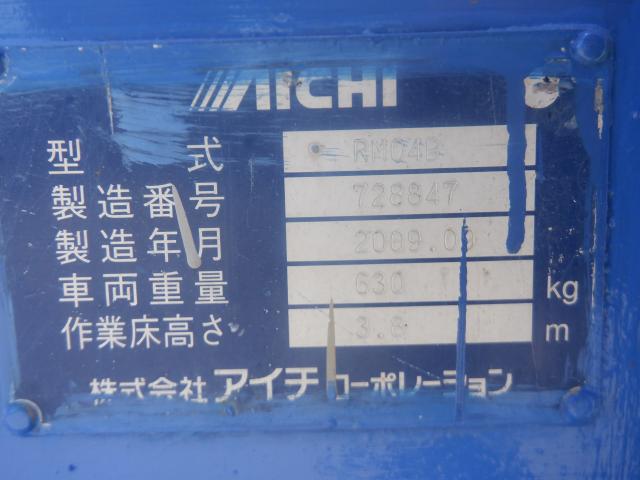 AICHI
型 式 RM04B
製造番号 728847
製造年月 2009.0
車両重量 630 kg
作業床高さ 3.8 m
株式会社アイチコーポレーション